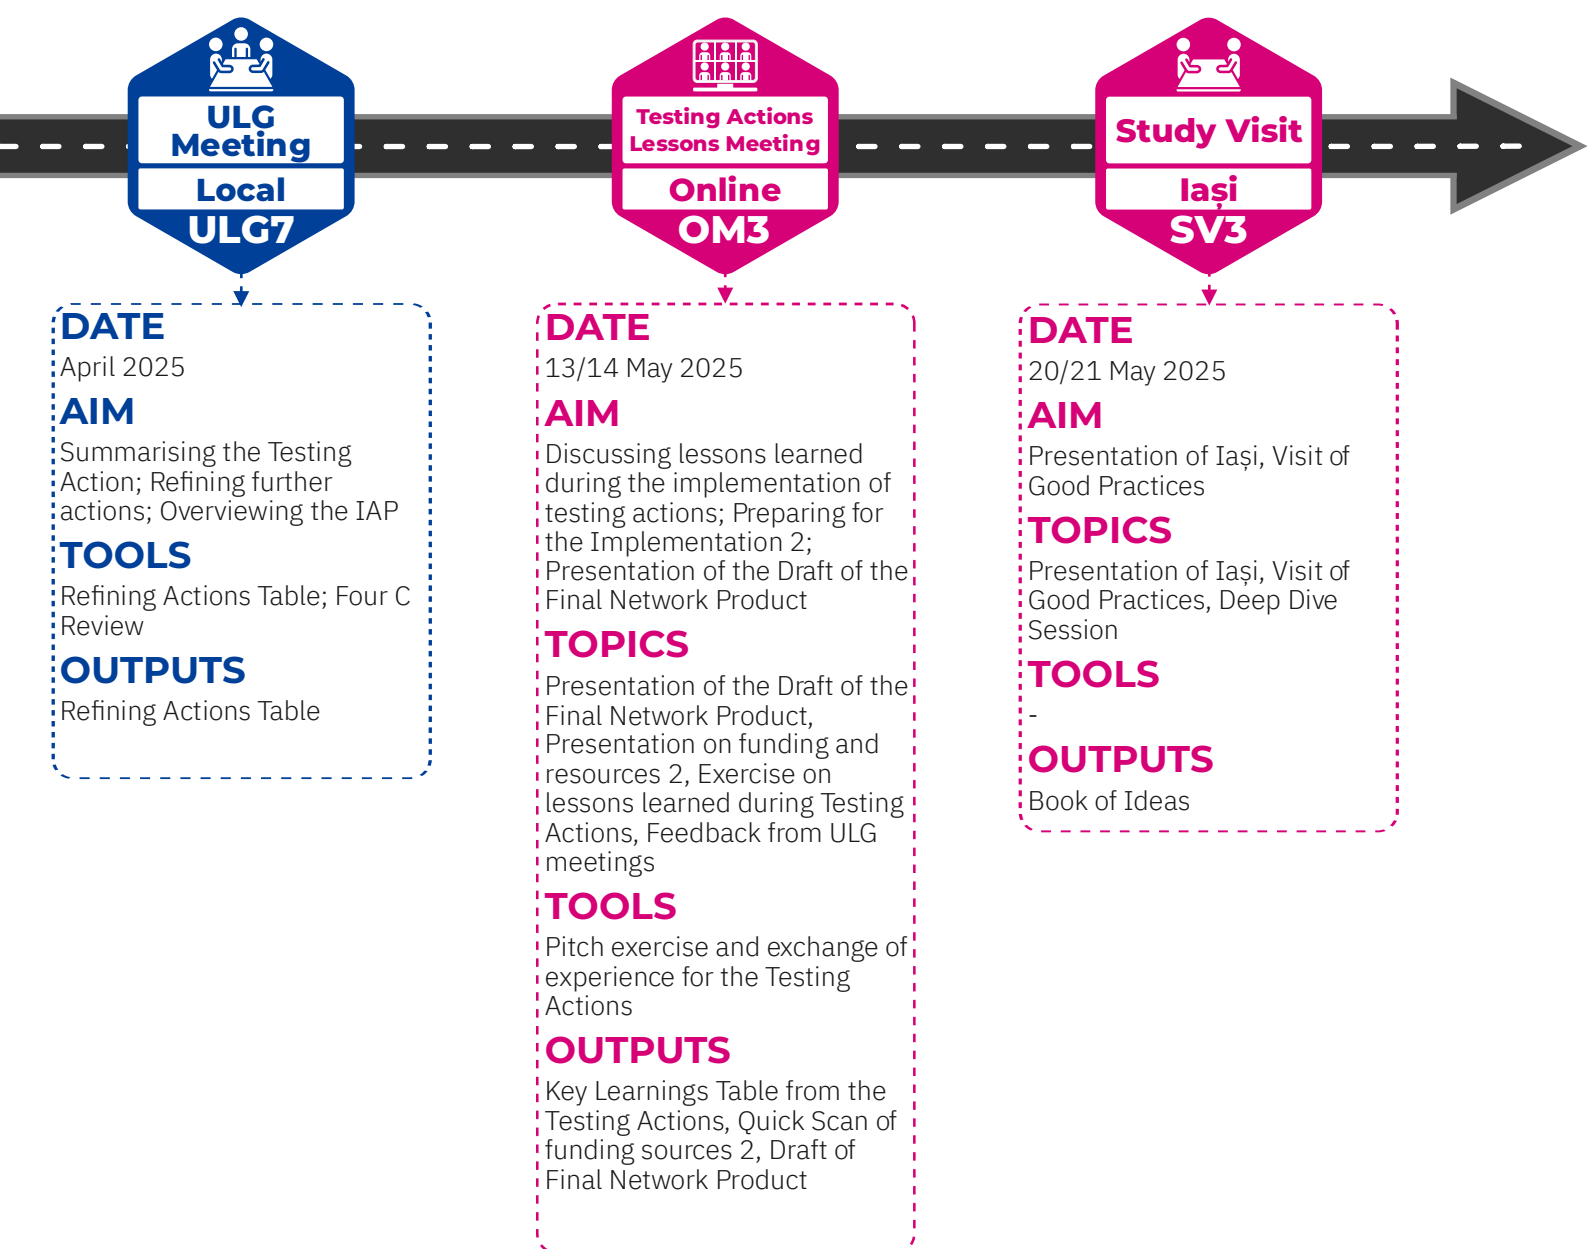 ULG
Meeting
Local
ULG7
DATE
April 2025
AIM
Summarising the Testing
Action; Refining further
actions; Overviewing the IAP
TOOLS
Refining Actions Table; Four C
Review
OUTPUTS
Refining Actions Table
Testing Actions
Lessons Meeting
Online
OM3
DATE
13/14 May 2025
AIM
Discussing lessons learned
during the implementation of
testing actions; Preparing for
the Implementation 2;
Presentation of the Draft of the
Final Network Product
TOPICS
Presentation of the Draft of the
Final Network Product,
Presentation on funding and
resources 2, Exercise on
lessons learned during Testing
Actions, Feedback from ULG
meetings
TOOLS
Pitch exercise and exchange of
experience for the Testing
Actions
OUTPUTS
Key Learnings Table from the
Testing Actions, Quick Scan of
funding sources 2, Draft of
Final Network Product
Study Visit
Iași
SV3
DATE
20/21 May 2025
AIM
Presentation of Iași, Visit of
Good Practices
TOPICS
Presentation of Iași, Visit of
Good Practices, Deep Dive
Session
TOOLS
-
OUTPUTS
Book of Ideas